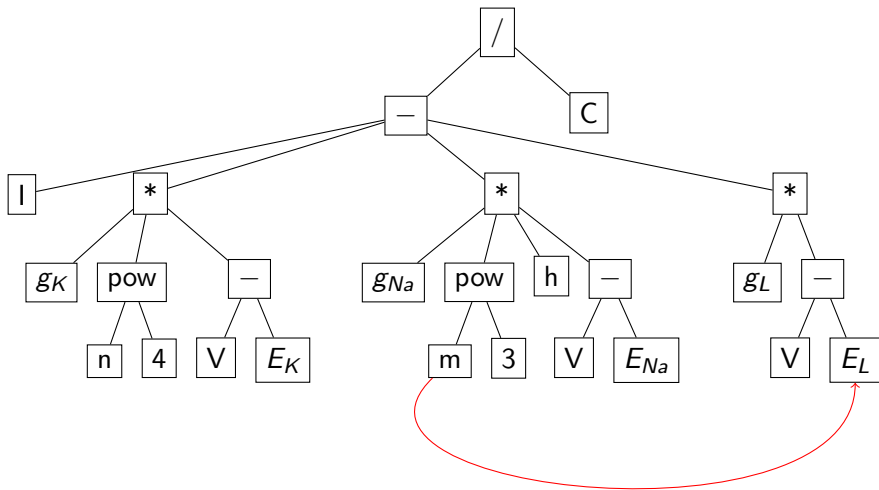 /
− C
I * * *
g_K pow − g_Na pow h − g_L −
n 4 V E_K m 3 V E_Na V E_L